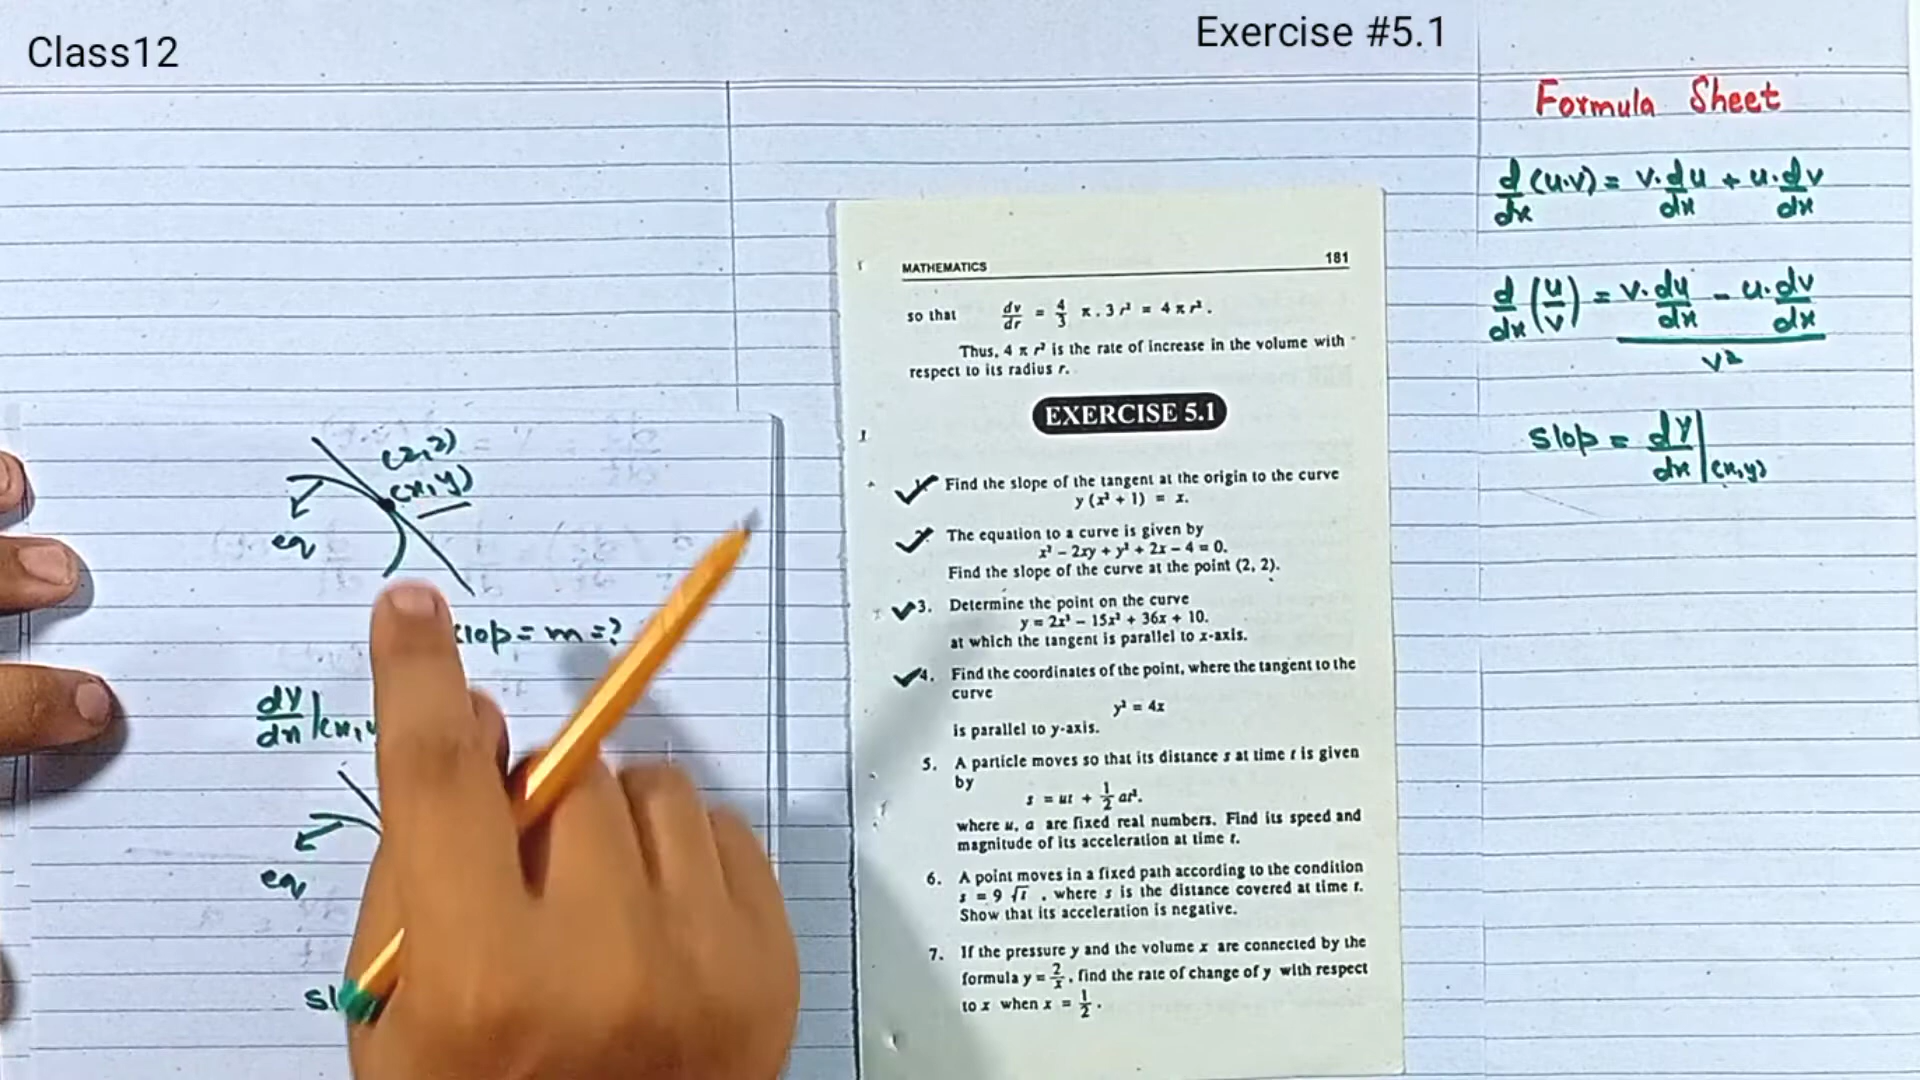 Class12
Exercise #5.1
Formula Sheet
d/dx (u.v) = v. du/dx + u. dv/dx
d/dx (u/v) = v. du/dx - u. dv/dx
v²
slop = dy/dx |(x,y)
(2,2)
(x,y)
eq
slop = m = ?
dy/dx |(x,
eq
MATHEMATICS 181
so that dv/dr = 4/3 π . 3 r² = 4 π r².
Thus, 4 π r² is the rate of increase in the volume with
respect to its radius r.
EXERCISE 5.1
Find the slope of the tangent at the origin to the curve
y (x² + 1) = x.
The equation to a curve is given by
x² – 2xy + y² + 2x – 4 = 0.
Find the slope of the curve at the point (2, 2).
3. Determine the point on the curve
y = 2x³ – 15x² + 36x + 10.
at which the tangent is parallel to x-axis.
4. Find the coordinates of the point, where the tangent to the
curve
y² = 4x
is parallel to y-axis.
5. A particle moves so that its distance s at time t is given
by
s = ut + 1/2 at².
where u, a are fixed real numbers. Find its speed and
magnitude of its acceleration at time t.
6. A point moves in a fixed path according to the condition
s = 9 √t , where s is the distance covered at time t.
Show that its acceleration is negative.
7. If the pressure y and the volume x are connected by the
formula y = 2/x , find the rate of change of y with respect
to x when x = 1/2 .